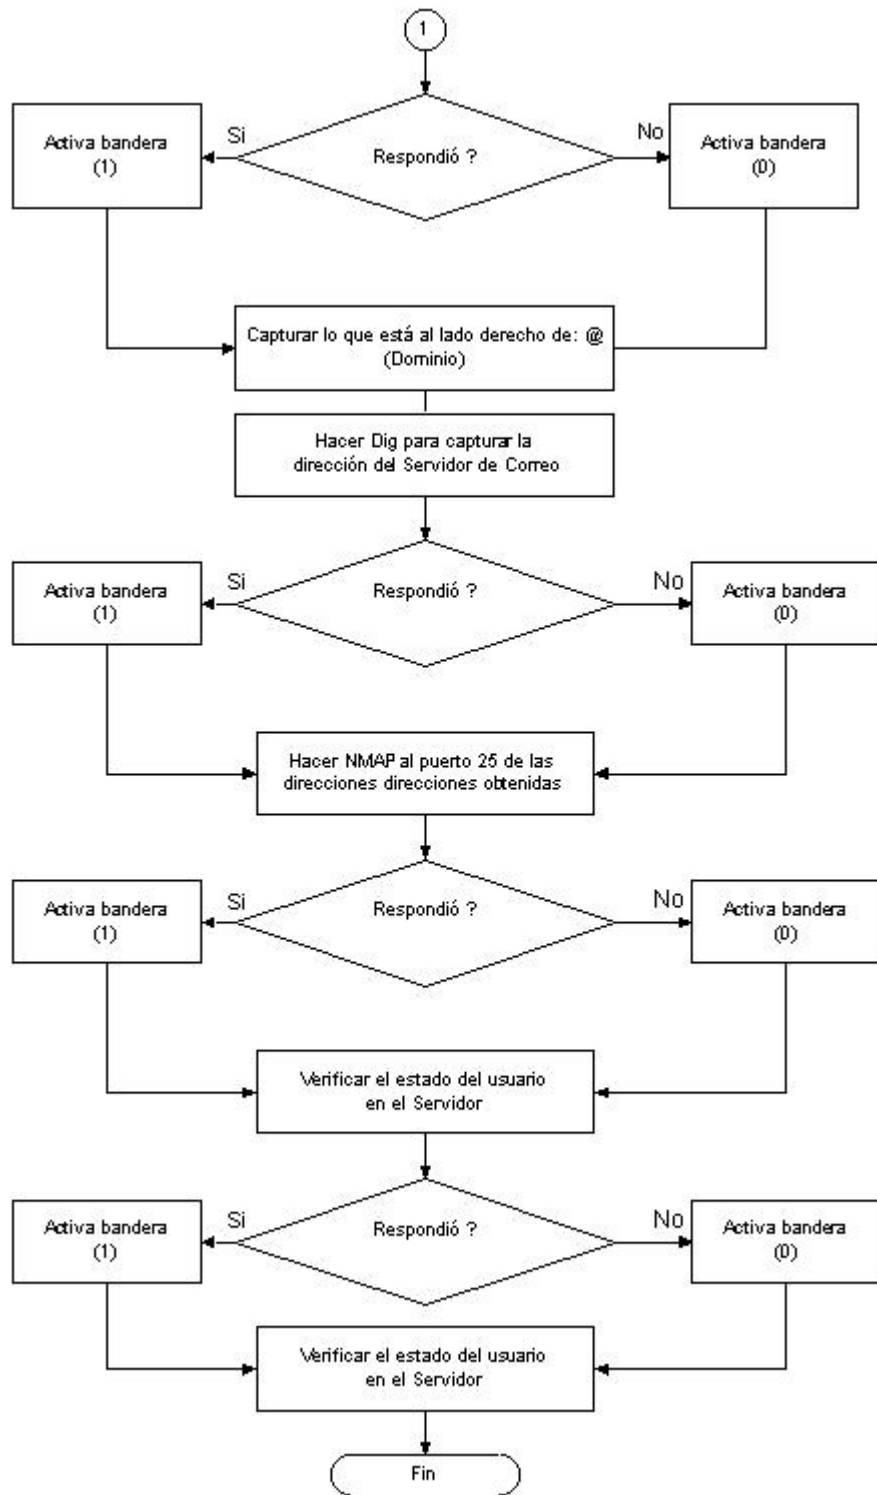 1
Si
No
Activa bandera
(1)
Respondió ?
Activa bandera
(0)
Capturar lo que está al lado derecho de: @
(Dominio)
Hacer Dig para capturar la
dirección del Servidor de Correo
Si
No
Activa bandera
(1)
Respondió ?
Activa bandera
(0)
Hacer NMAP al puerto 25 de las
direcciones direcciones obtenidas
Si
No
Activa bandera
(1)
Respondió ?
Activa bandera
(0)
Verificar el estado del usuario
en el Servidor
Si
No
Activa bandera
(1)
Respondió ?
Activa bandera
(0)
Verificar el estado del usuario
en el Servidor
Fin